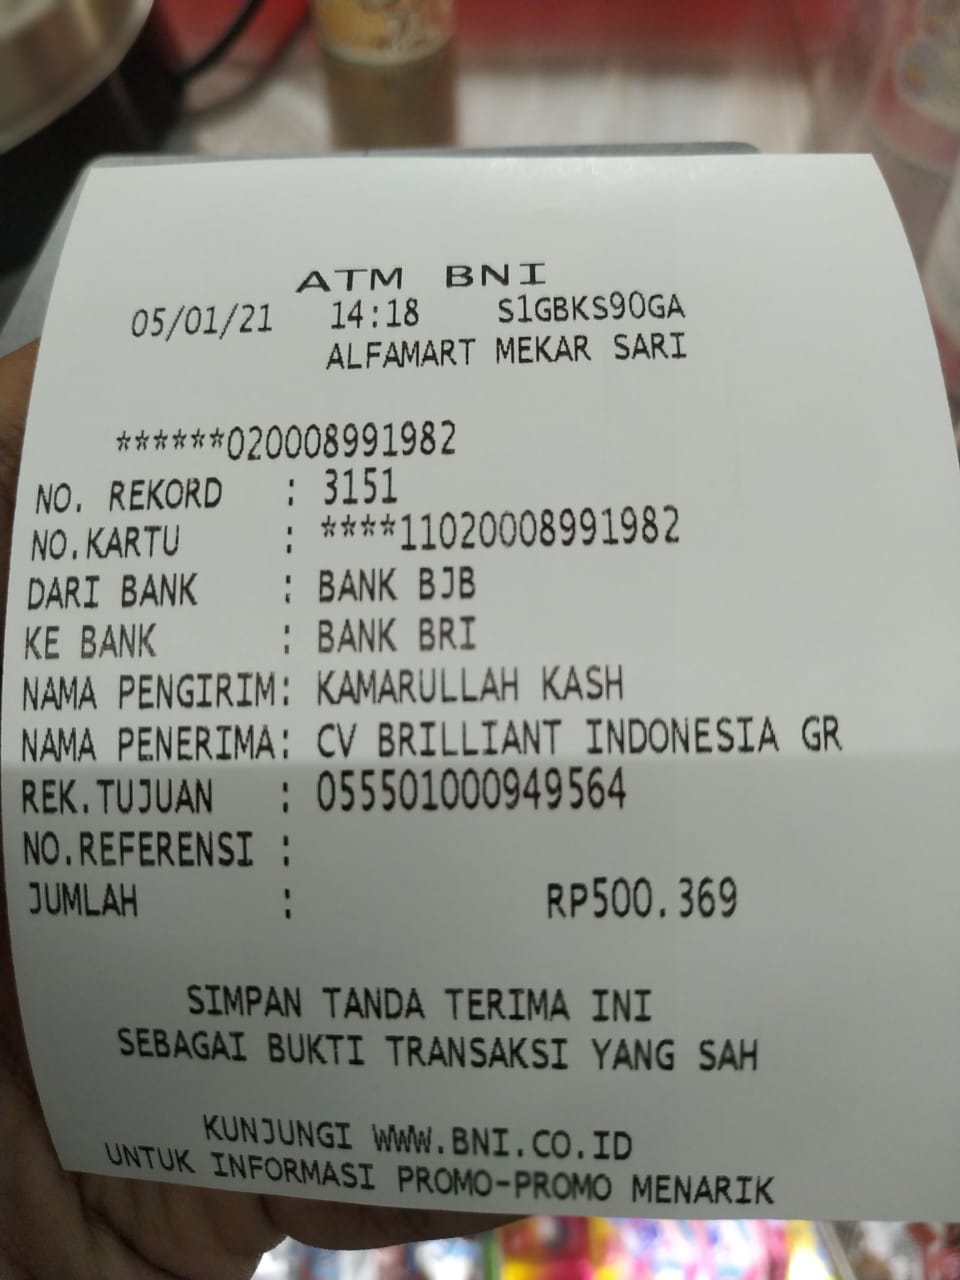 ATM BNI
05/01/21 14:18 S1GBKS90GA
ALFAMART MEKAR SARI
******020008991982
NO. REKORD : 3151
NO.KARTU : ****11020008991982
DARI BANK : BANK BJB
KE BANK : BANK BRI
NAMA PENGIRIM: KAMARULLAH KASH
NAMA PENERIMA: CV BRILLIANT INDONESIA GR
REK.TUJUAN : 055501000949564
NO.REFERENSI :
JUMLAH : RP500.369
SIMPAN TANDA TERIMA INI
SEBAGAI BUKTI TRANSAKSI YANG SAH
KUNJUNGI WWW.BNI.CO.ID
UNTUK INFORMASI PROMO-PROMO MENARIK